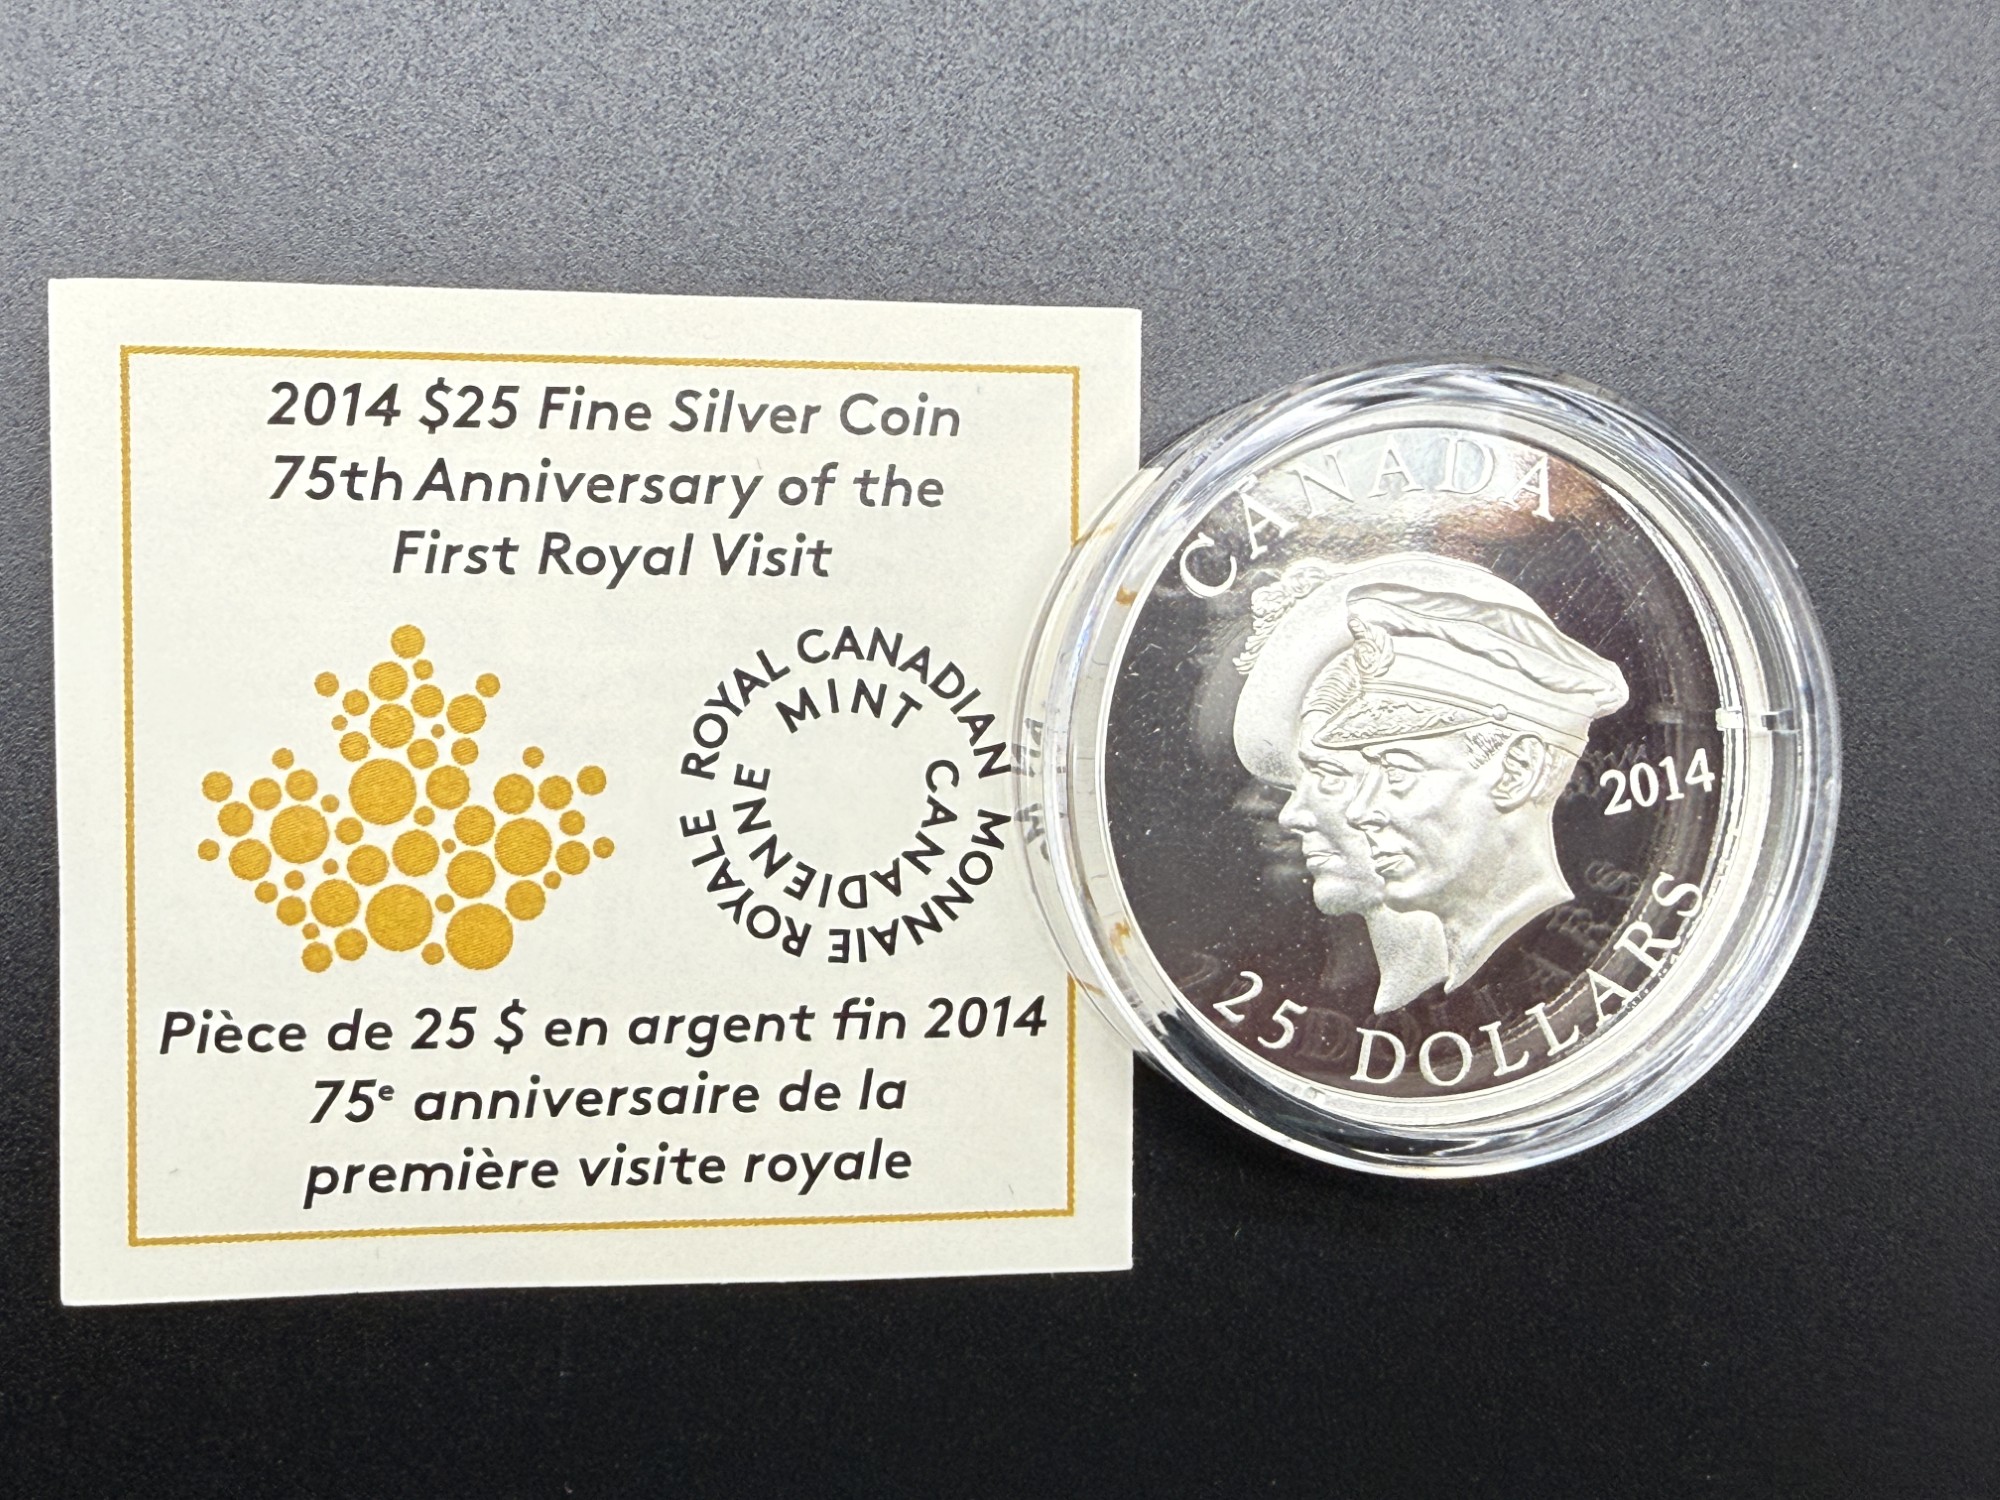 2014 $25 Fine Silver Coin
75th Anniversary of the
First Royal Visit
ROYAL CANADIAN MINT
MONNAIE ROYALE CANADIENNE
Pièce de 25 $ en argent fin 2014
75e anniversaire de la
première visite royale
CANADA
2014
25 DOLLARS